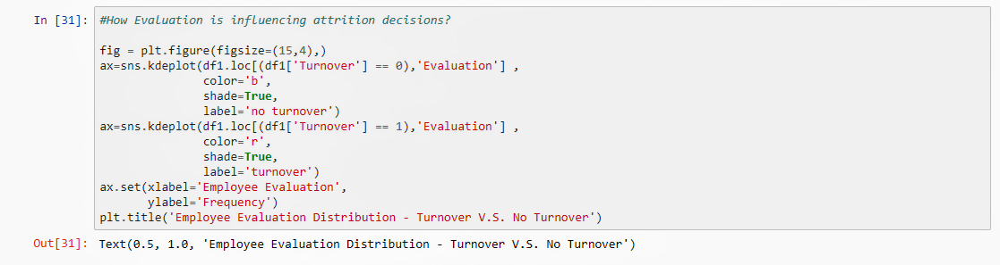 In [31]: #How Evaluation is influencing attrition decisions?
fig = plt.figure(figsize=(15,4),)
ax=sns.kdeplot(df1.loc[(df1['Turnover'] == 0),'Evaluation'] ,
color='b',
shade=True,
label='no turnover')
ax=sns.kdeplot(df1.loc[(df1['Turnover'] == 1),'Evaluation'] ,
color='r',
shade=True,
label='turnover')
ax.set(xlabel='Employee Evaluation',
ylabel='Frequency')
plt.title('Employee Evaluation Distribution - Turnover V.S. No Turnover')
Out[31]: Text(0.5, 1.0, 'Employee Evaluation Distribution - Turnover V.S. No Turnover')